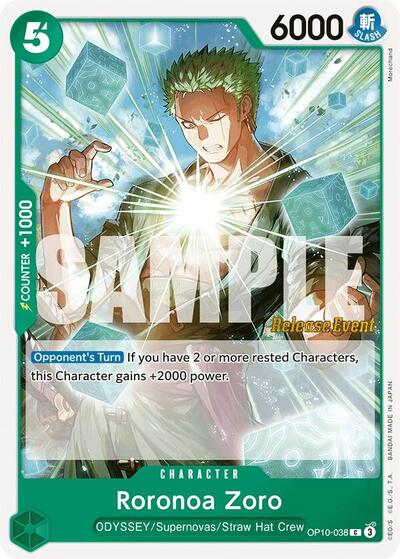 5
6000
斬
SLASH
Morechand
COUNTER +1000
SAMPLE
Release Event
Opponent's Turn If you have 2 or more rested Characters,
this Character gains +2000 power.
CHARACTER
Roronoa Zoro
ODYSSEY/Supernovas/Straw Hat Crew
OP10-038 C 3
©E.O./S. ©E.O.S., T.A. BANDAI MADE IN JAPAN